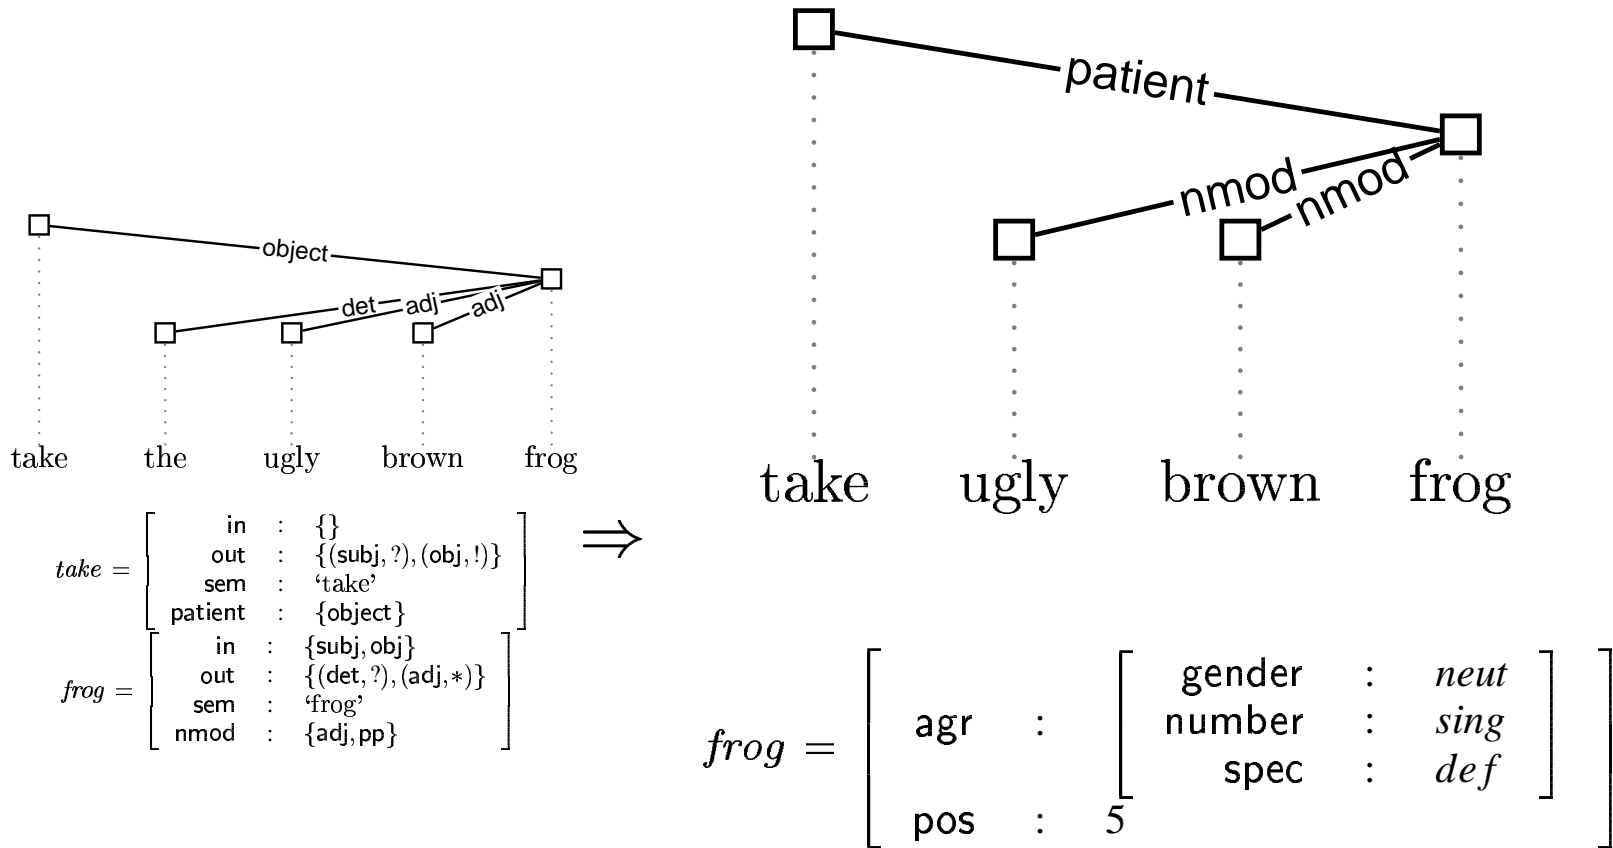 object
det adj adj
take the ugly brown frog
take = [ in : {}
out : {(subj, ?), (obj, !)}
sem : ‘take’
patient : {object} ]
frog = [ in : {subj, obj}
out : {(det, ?), (adj, ∗)}
sem : ‘frog’
nmod : {adj, pp} ]
⇒
patient
nmod nmod
take ugly brown frog
frog = [ agr : [ gender : neut
number : sing
spec : def ]
pos : 5 ]